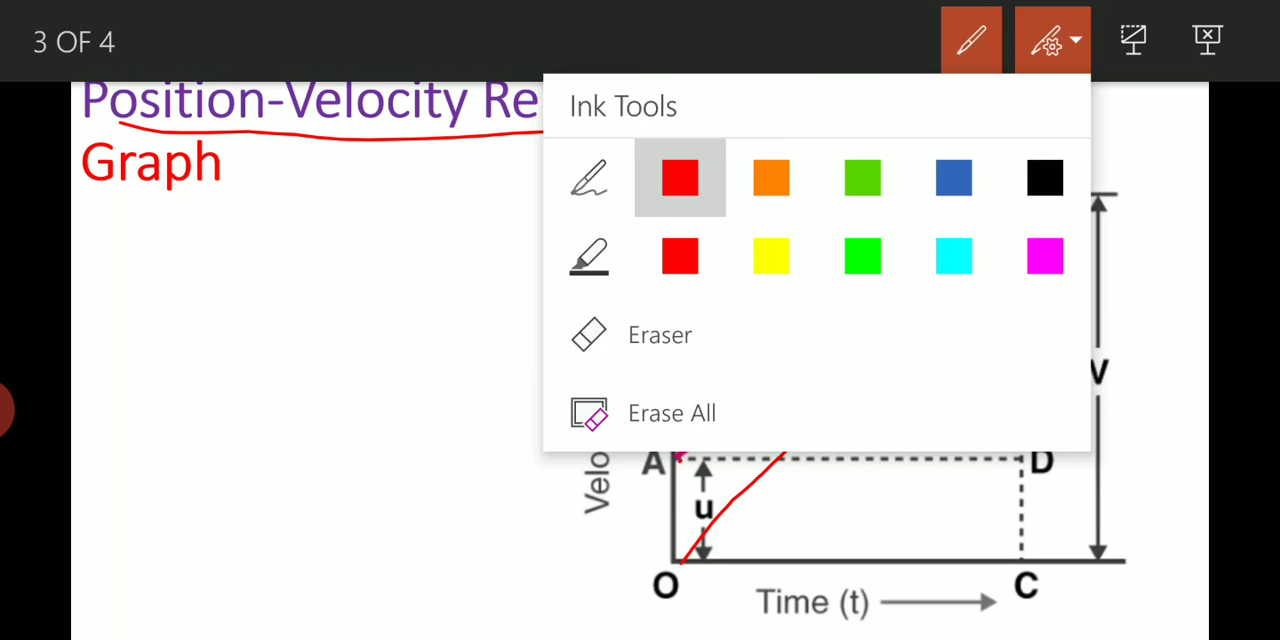 3 OF 4
Position-Velocity Re
Graph
Ink Tools
Eraser
Erase All
V
Velo
A
D
u
O
C
Time (t)